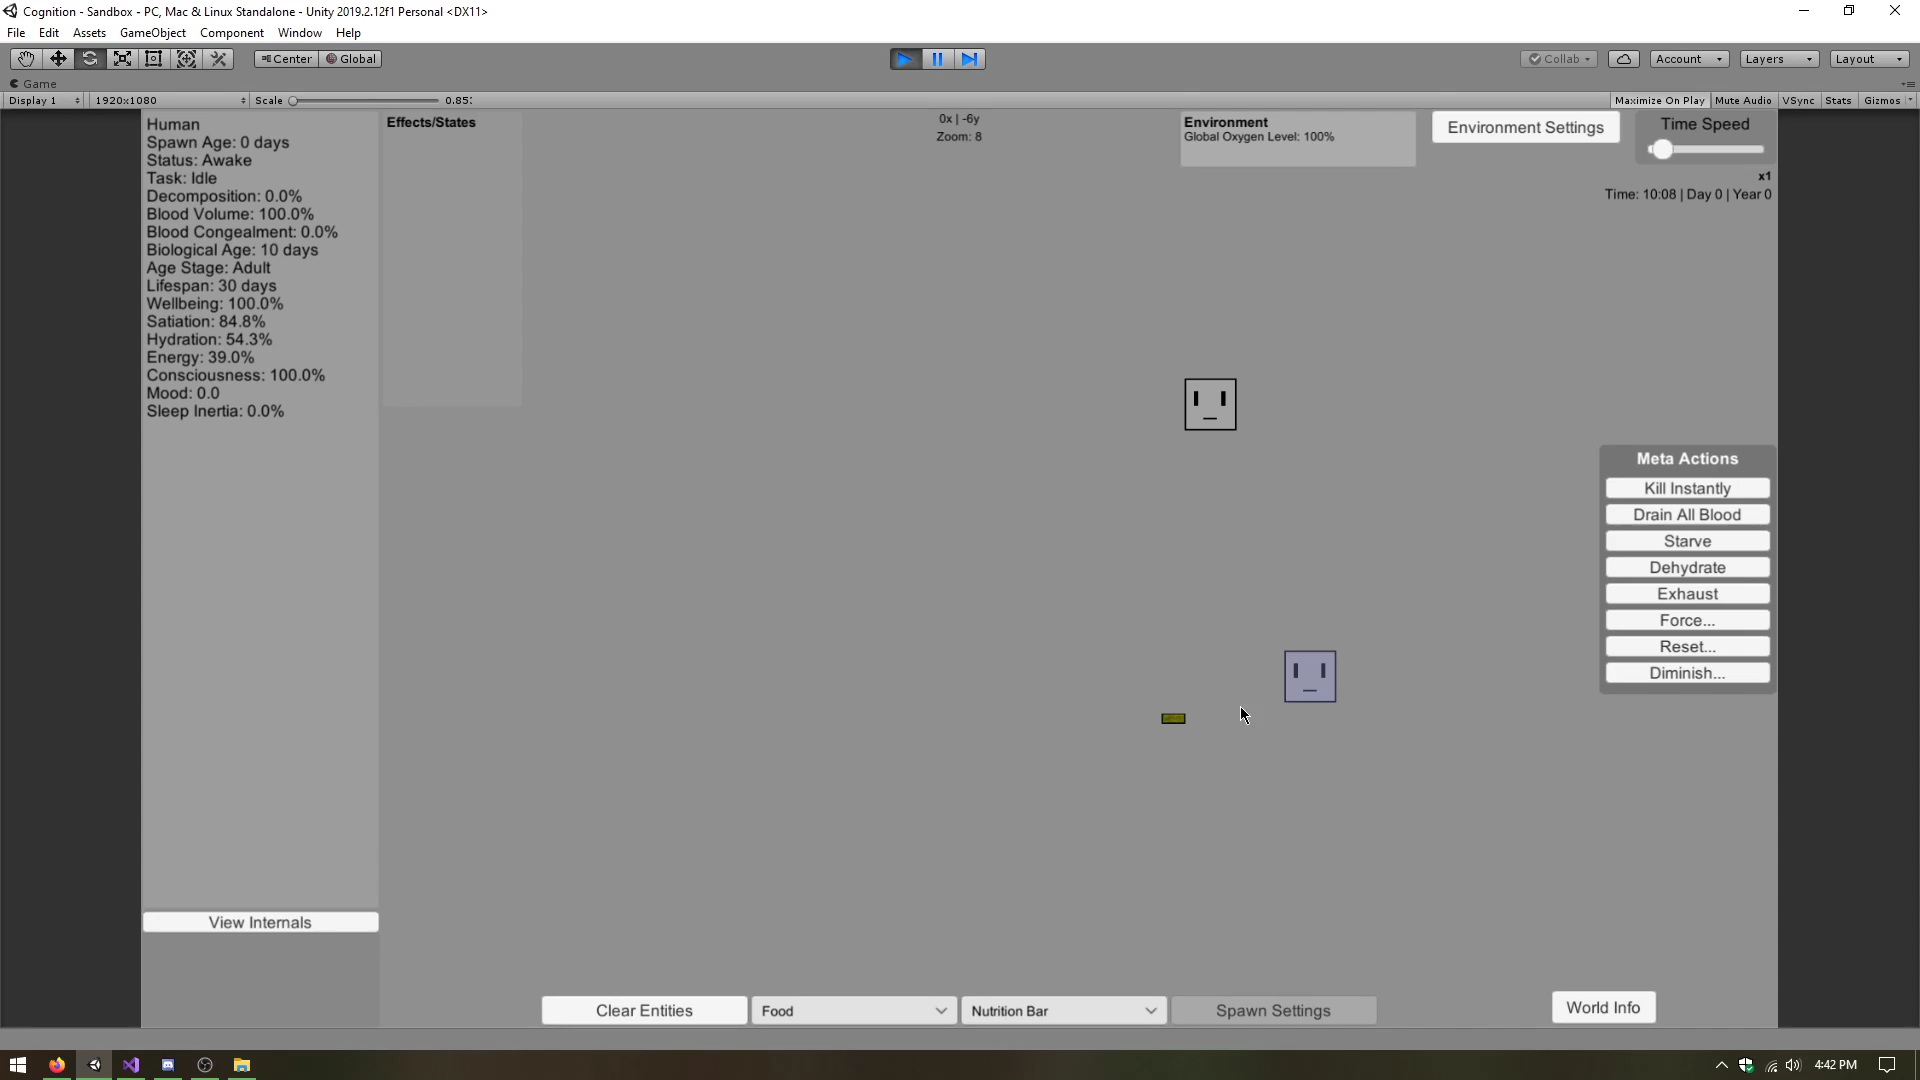 Cognition - Sandbox - PC, Mac & Linux Standalone - Unity 2019.2.12f1 Personal <DX11>
File Edit Assets GameObject Component Window Help
Center Global Collab Account Layers Layout
Game
Display 1 1920x1080 Scale 0.85: Maximize On Play Mute Audio VSync Stats Gizmos
Human
Spawn Age: 0 days
Status: Awake
Task: Idle
Decomposition: 0.0%
Blood Volume: 100.0%
Blood Congealment: 0.0%
Biological Age: 10 days
Age Stage: Adult
Lifespan: 30 days
Wellbeing: 100.0%
Satiation: 84.8%
Hydration: 54.3%
Energy: 39.0%
Consciousness: 100.0%
Mood: 0.0
Sleep Inertia: 0.0%
Effects/States
0x | -6y
Zoom: 8
Environment
Global Oxygen Level: 100%
Environment Settings
Time Speed
x1
Time: 10:08 | Day 0 | Year 0
Meta Actions
Kill Instantly
Drain All Blood
Starve
Dehydrate
Exhaust
Force...
Reset...
Diminish...
View Internals
Clear Entities Food Nutrition Bar Spawn Settings World Info
4:42 PM